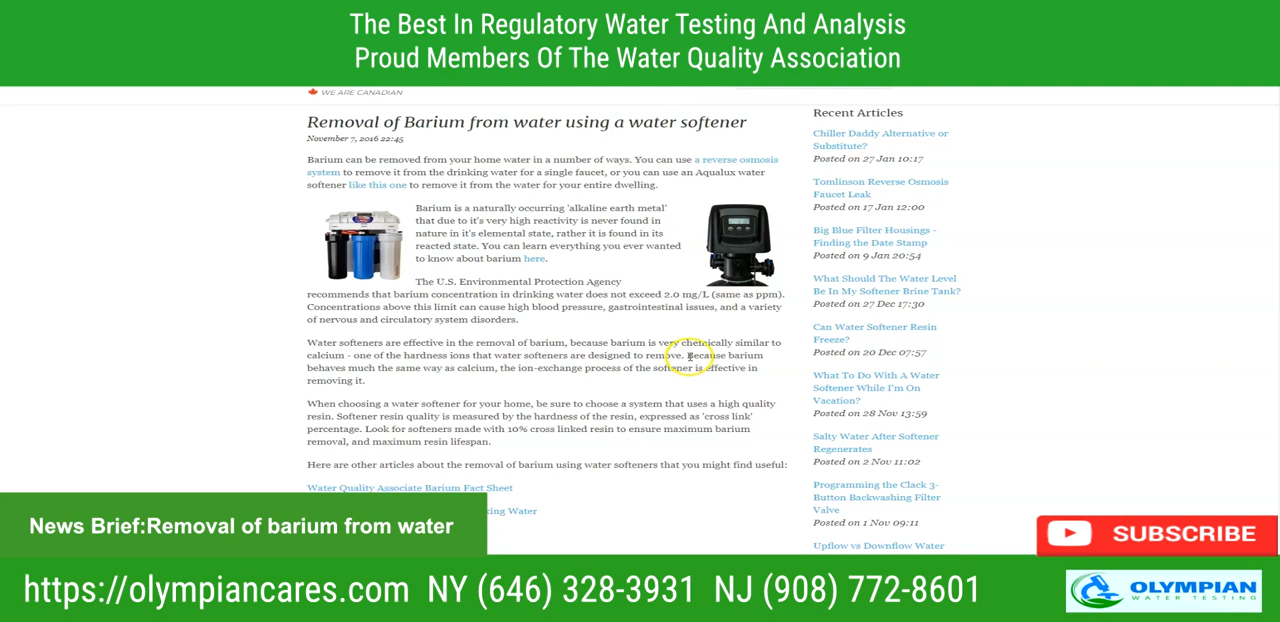 The Best In Regulatory Water Testing And Analysis
Proud Members Of The Water Quality Association
WE ARE CANADIAN
Removal of Barium from water using a water softener
November 7, 2016 22:45
Barium can be removed from your home water in a number of ways. You can use a reverse osmosis
system to remove it from the drinking water for a single faucet, or you can use an Aqualux water
softener like this one to remove it from the water for your entire dwelling.
Barium is a naturally occurring 'alkaline earth metal'
that due to it's very high reactivity is never found in
nature in it's elemental state, rather it is found in its
reacted state. You can learn everything you ever wanted
to know about barium here.
The U.S. Environmental Protection Agency
recommends that barium concentration in drinking water does not exceed 2.0 mg/L (same as ppm).
Concentrations above this limit can cause high blood pressure, gastrointestinal issues, and a variety
of nervous and circulatory system disorders.
Water softeners are effective in the removal of barium, because barium is very chemically similar to
calcium - one of the hardness ions that water softeners are designed to remove. Because barium
behaves much the same way as calcium, the ion-exchange process of the softener is effective in
removing it.
When choosing a water softener for your home, be sure to choose a system that uses a high quality
resin. Softener resin quality is measured by the hardness of the resin, expressed as 'cross link'
percentage. Look for softeners made with 10% cross linked resin to ensure maximum barium
removal, and maximum resin lifespan.
Here are other articles about the removal of barium using water softeners that you might find useful:
Water Quality Associate Barium Fact Sheet
king Water
Recent Articles
Chiller Daddy Alternative or
Substitute?
Posted on 27 Jan 10:17
Tomlinson Reverse Osmosis
Faucet Leak
Posted on 17 Jan 12:00
Big Blue Filter Housings -
Finding the Date Stamp
Posted on 9 Jan 20:54
What Should The Water Level
Be In My Softener Brine Tank?
Posted on 27 Dec 17:30
Can Water Softener Resin
Freeze?
Posted on 20 Dec 07:57
What To Do With A Water
Softener While I'm On
Vacation?
Posted on 28 Nov 13:59
Salty Water After Softener
Regenerates
Posted on 2 Nov 11:02
Programming the Clack 3-
Button Backwashing Filter
Valve
Posted on 1 Nov 09:11
Upflow vs Downflow Water
News Brief:Removal of barium from water
SUBSCRIBE
https://olympiancares.com NY (646) 328-3931 NJ (908) 772-8601
OLYMPIAN
WATER TESTING